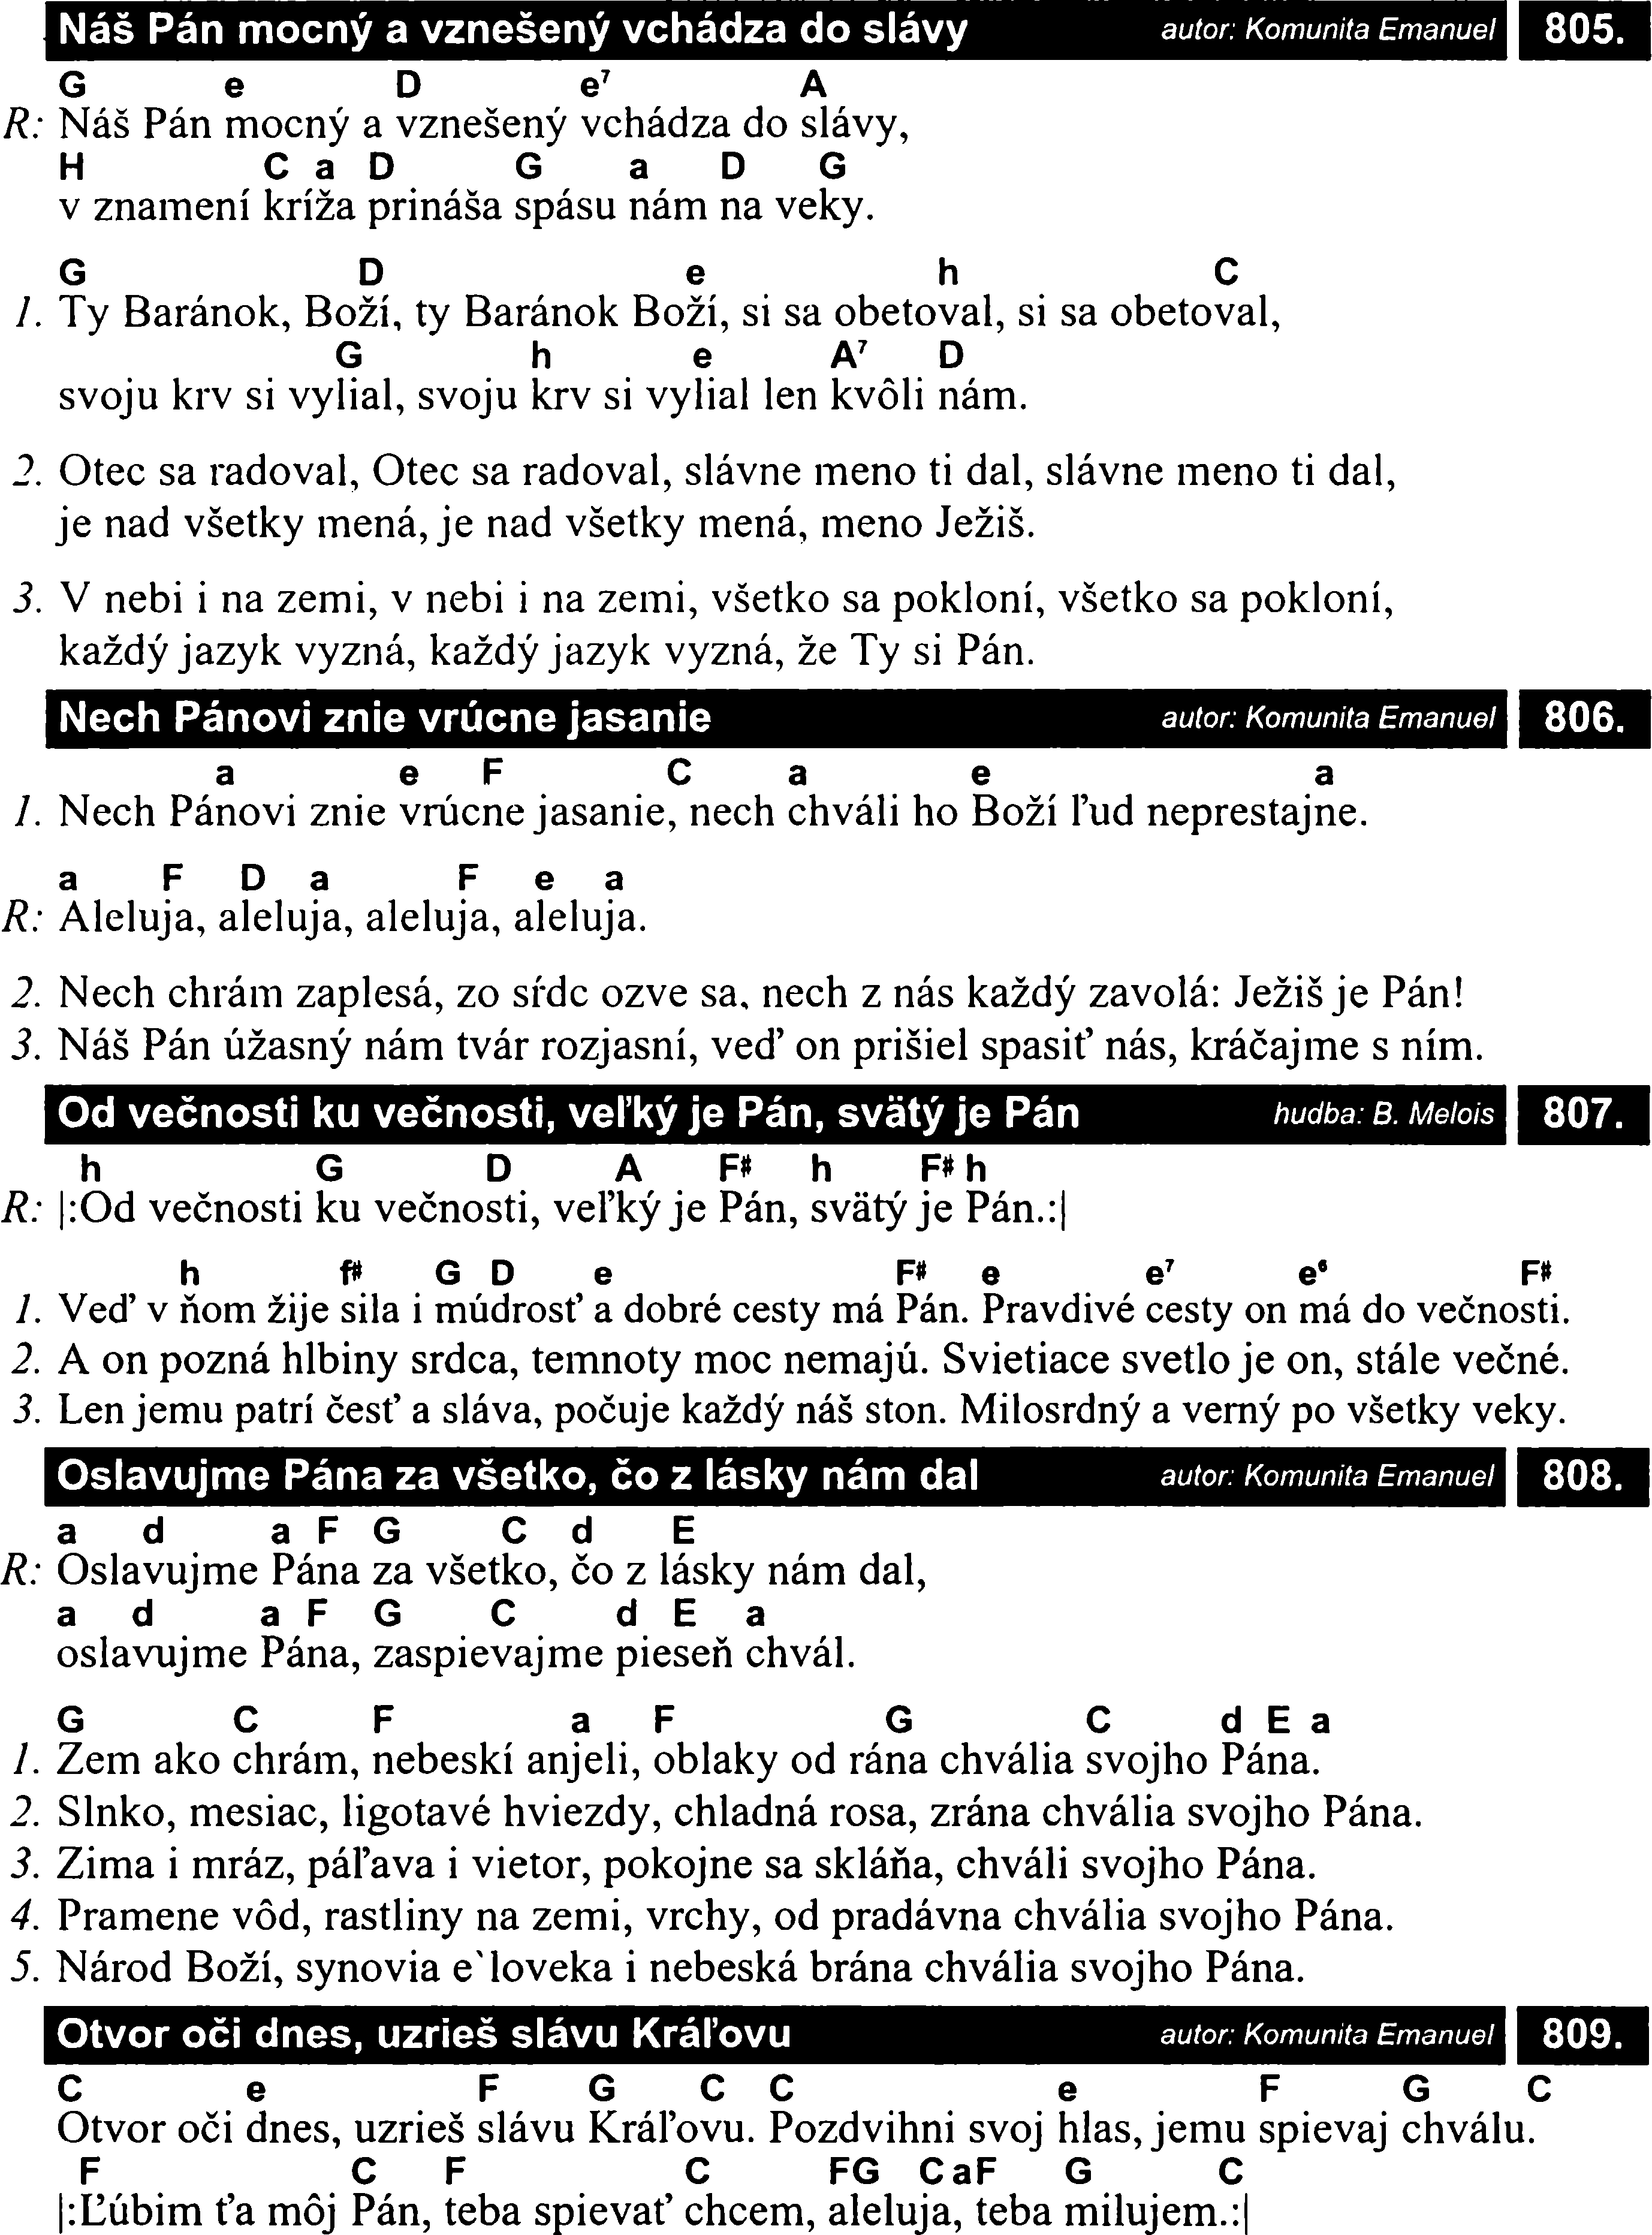 Náš Pán mocný a vznešený vchádza do slávy autor: Komunita Emanuel 805.
G e D e⁷ A
R: Náš Pán mocný a vznešený vchádza do slávy,
H C a D G a D G
v znamení kríža prináša spásu nám na veky.
G D e h C
1. Ty Baránok, Boží, ty Baránok Boží, si sa obetoval, si sa obetoval,
G h e A⁷ D
svoju krv si vylial, svoju krv si vylial len kvôli nám.
2. Otec sa radoval, Otec sa radoval, slávne meno ti dal, slávne meno ti dal,
je nad všetky mená, je nad všetky mená, meno Ježiš.
3. V nebi i na zemi, v nebi i na zemi, všetko sa pokloní, všetko sa pokloní,
každý jazyk vyzná, každý jazyk vyzná, že Ty si Pán.
Nech Pánovi znie vrúcne jasanie autor: Komunita Emanuel 806.
a e F C a e a
1. Nech Pánovi znie vrúcne jasanie, nech chváli ho Boží ľud neprestajne.
a F D a F e a
R: Aleluja, aleluja, aleluja, aleluja.
2. Nech chrám zaplesá, zo sŕdc ozve sa, nech z nás každý zavolá: Ježiš je Pán!
3. Náš Pán úžasný nám tvár rozjasní, veď on prišiel spasiť nás, kráčajme s ním.
Od večnosti ku večnosti, veľký je Pán, svätý je Pán hudba: B. Melois 807.
h G D A F# h F# h
R: |:Od večnosti ku večnosti, veľký je Pán, svätý je Pán.:|
h f# G D e F# e e⁷ e⁶ F#
1. Veď v ňom žije sila i múdrosť a dobré cesty má Pán. Pravdivé cesty on má do večnosti.
2. A on pozná hlbiny srdca, temnoty moc nemajú. Svietiace svetlo je on, stále večné.
3. Len jemu patrí česť a sláva, počuje každý náš ston. Milosrdný a verný po všetky veky.
Oslavujme Pána za všetko, čo z lásky nám dal autor: Komunita Emanuel 808.
a d a F G C d E
R: Oslavujme Pána za všetko, čo z lásky nám dal,
a d a F G C d E a
oslavujme Pána, zaspievajme pieseň chvál.
G C F a F G C d E a
1. Zem ako chrám, nebeskí anjeli, oblaky od rána chvália svojho Pána.
2. Slnko, mesiac, ligotavé hviezdy, chladná rosa, zrána chvália svojho Pána.
3. Zima i mráz, páľava i vietor, pokojne sa skláňa, chváli svojho Pána.
4. Pramene vôd, rastliny na zemi, vrchy, od pradávna chvália svojho Pána.
5. Národ Boží, synovia e`loveka i nebeská brána chvália svojho Pána.
Otvor oči dnes, uzrieš slávu Kráľovu autor: Komunita Emanuel 809.
C e F G C C e F G C
Otvor oči dnes, uzrieš slávu Kráľovu. Pozdvihni svoj hlas, jemu spievaj chválu.
F C F C FG CaF G C
|:Ľúbim ťa môj Pán, teba spievať chcem, aleluja, teba milujem.:|